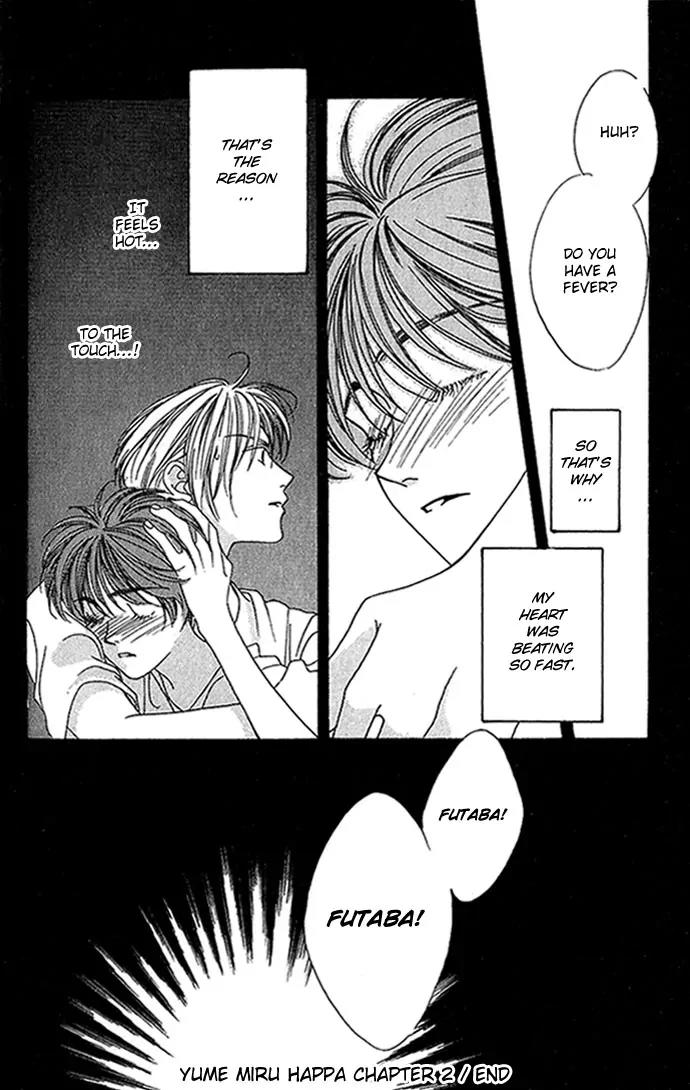 HUH?
DO YOU
HAVE A
FEVER?
SO
THAT'S
WHY
...
MY
HEART
WAS
BEATING
SO FAST.
THAT'S
THE
REASON
...
IT
FEELS
HOT...
TO THE
TOUCH...!
FUTABA!
FUTABA!
YUME MIRU HAPPA CHAPTER 2 / END